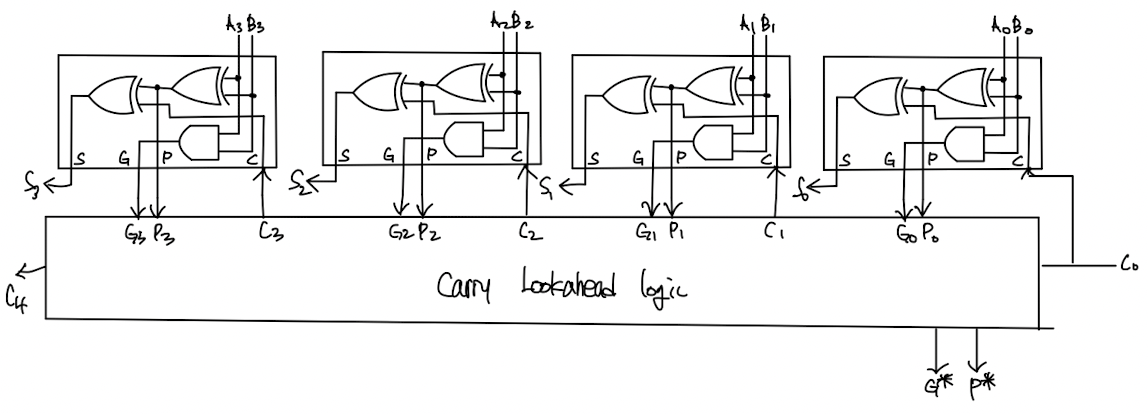 A3 B3 A2 B2 A1 B1 A0 B0
S G P C S G P C S G P C S G P C
S3 S2 S1 S0
G3 P3 C3 G2 P2 C2 G1 P1 C1 G0 P0
C4 Carry Lookahead logic C0
G* P*